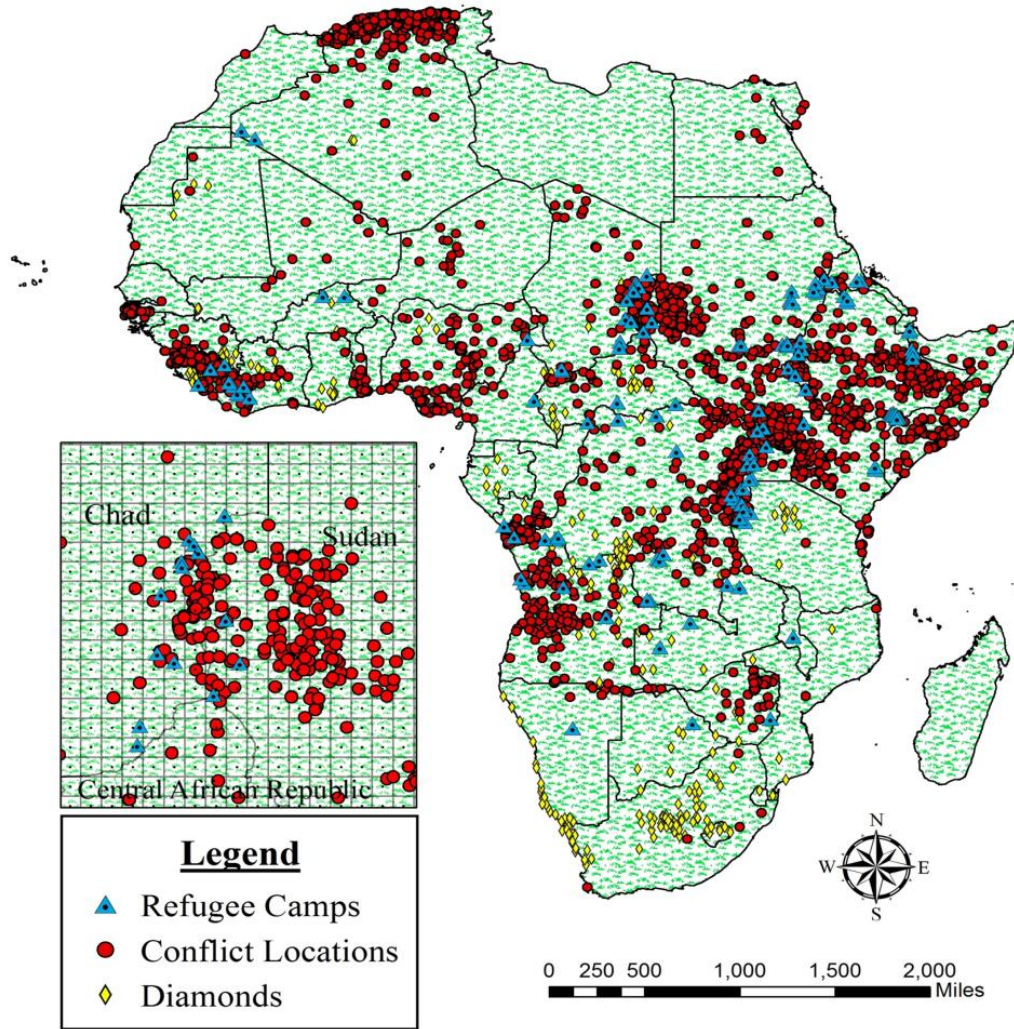 Chad
Sudan
Central African Republic
Legend
Refugee Camps
Conflict Locations
Diamonds
N
W E
S
0 250 500 1,000 1,500 2,000
Miles